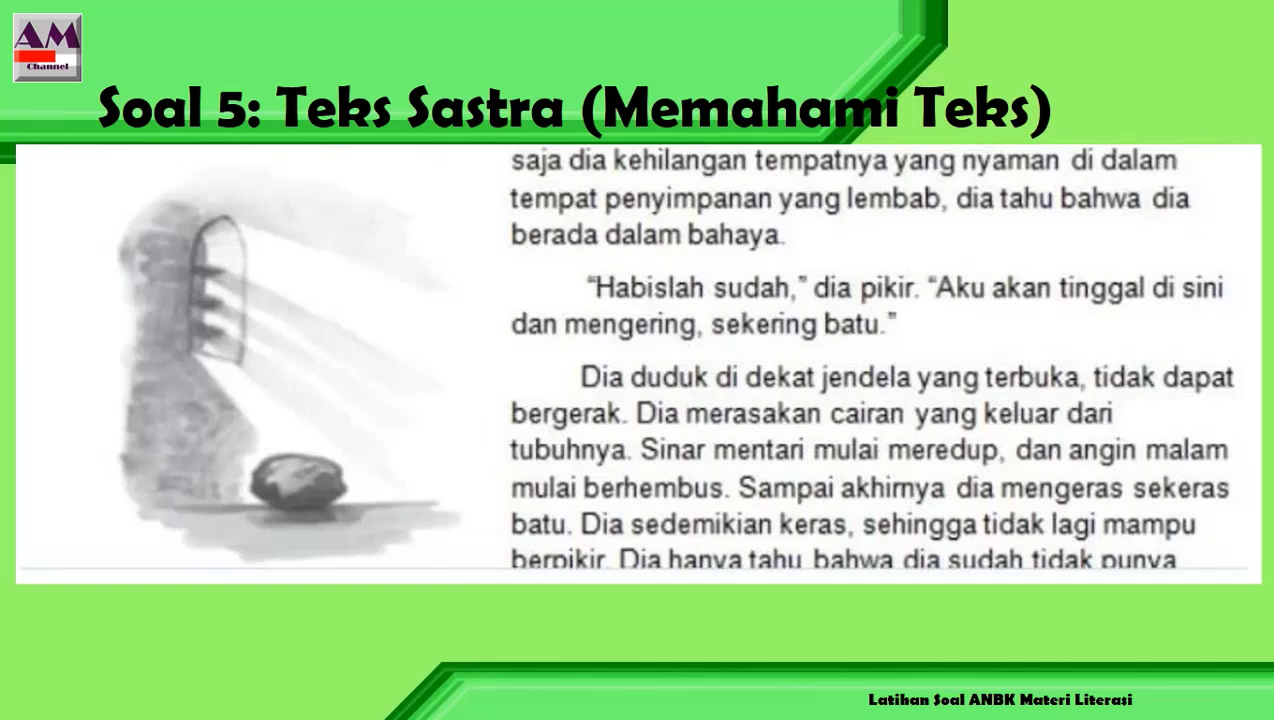 AM
Channel
Soal 5: Teks Sastra (Memahami Teks)
saja dia kehilangan tempatnya yang nyaman di dalam
tempat penyimpanan yang lembab, dia tahu bahwa dia
berada dalam bahaya.
“Habislah sudah,” dia pikir. “Aku akan tinggal di sini
dan mengering, sekering batu.”
Dia duduk di dekat jendela yang terbuka, tidak dapat
bergerak. Dia merasakan cairan yang keluar dari
tubuhnya. Sinar mentari mulai meredup, dan angin malam
mulai berhembus. Sampai akhirnya dia mengeras sekeras
batu. Dia sedemikian keras, sehingga tidak lagi mampu
berpikir. Dia hanya tahu bahwa dia sudah tidak punya
Latihan Soal ANBK Materi Literasi